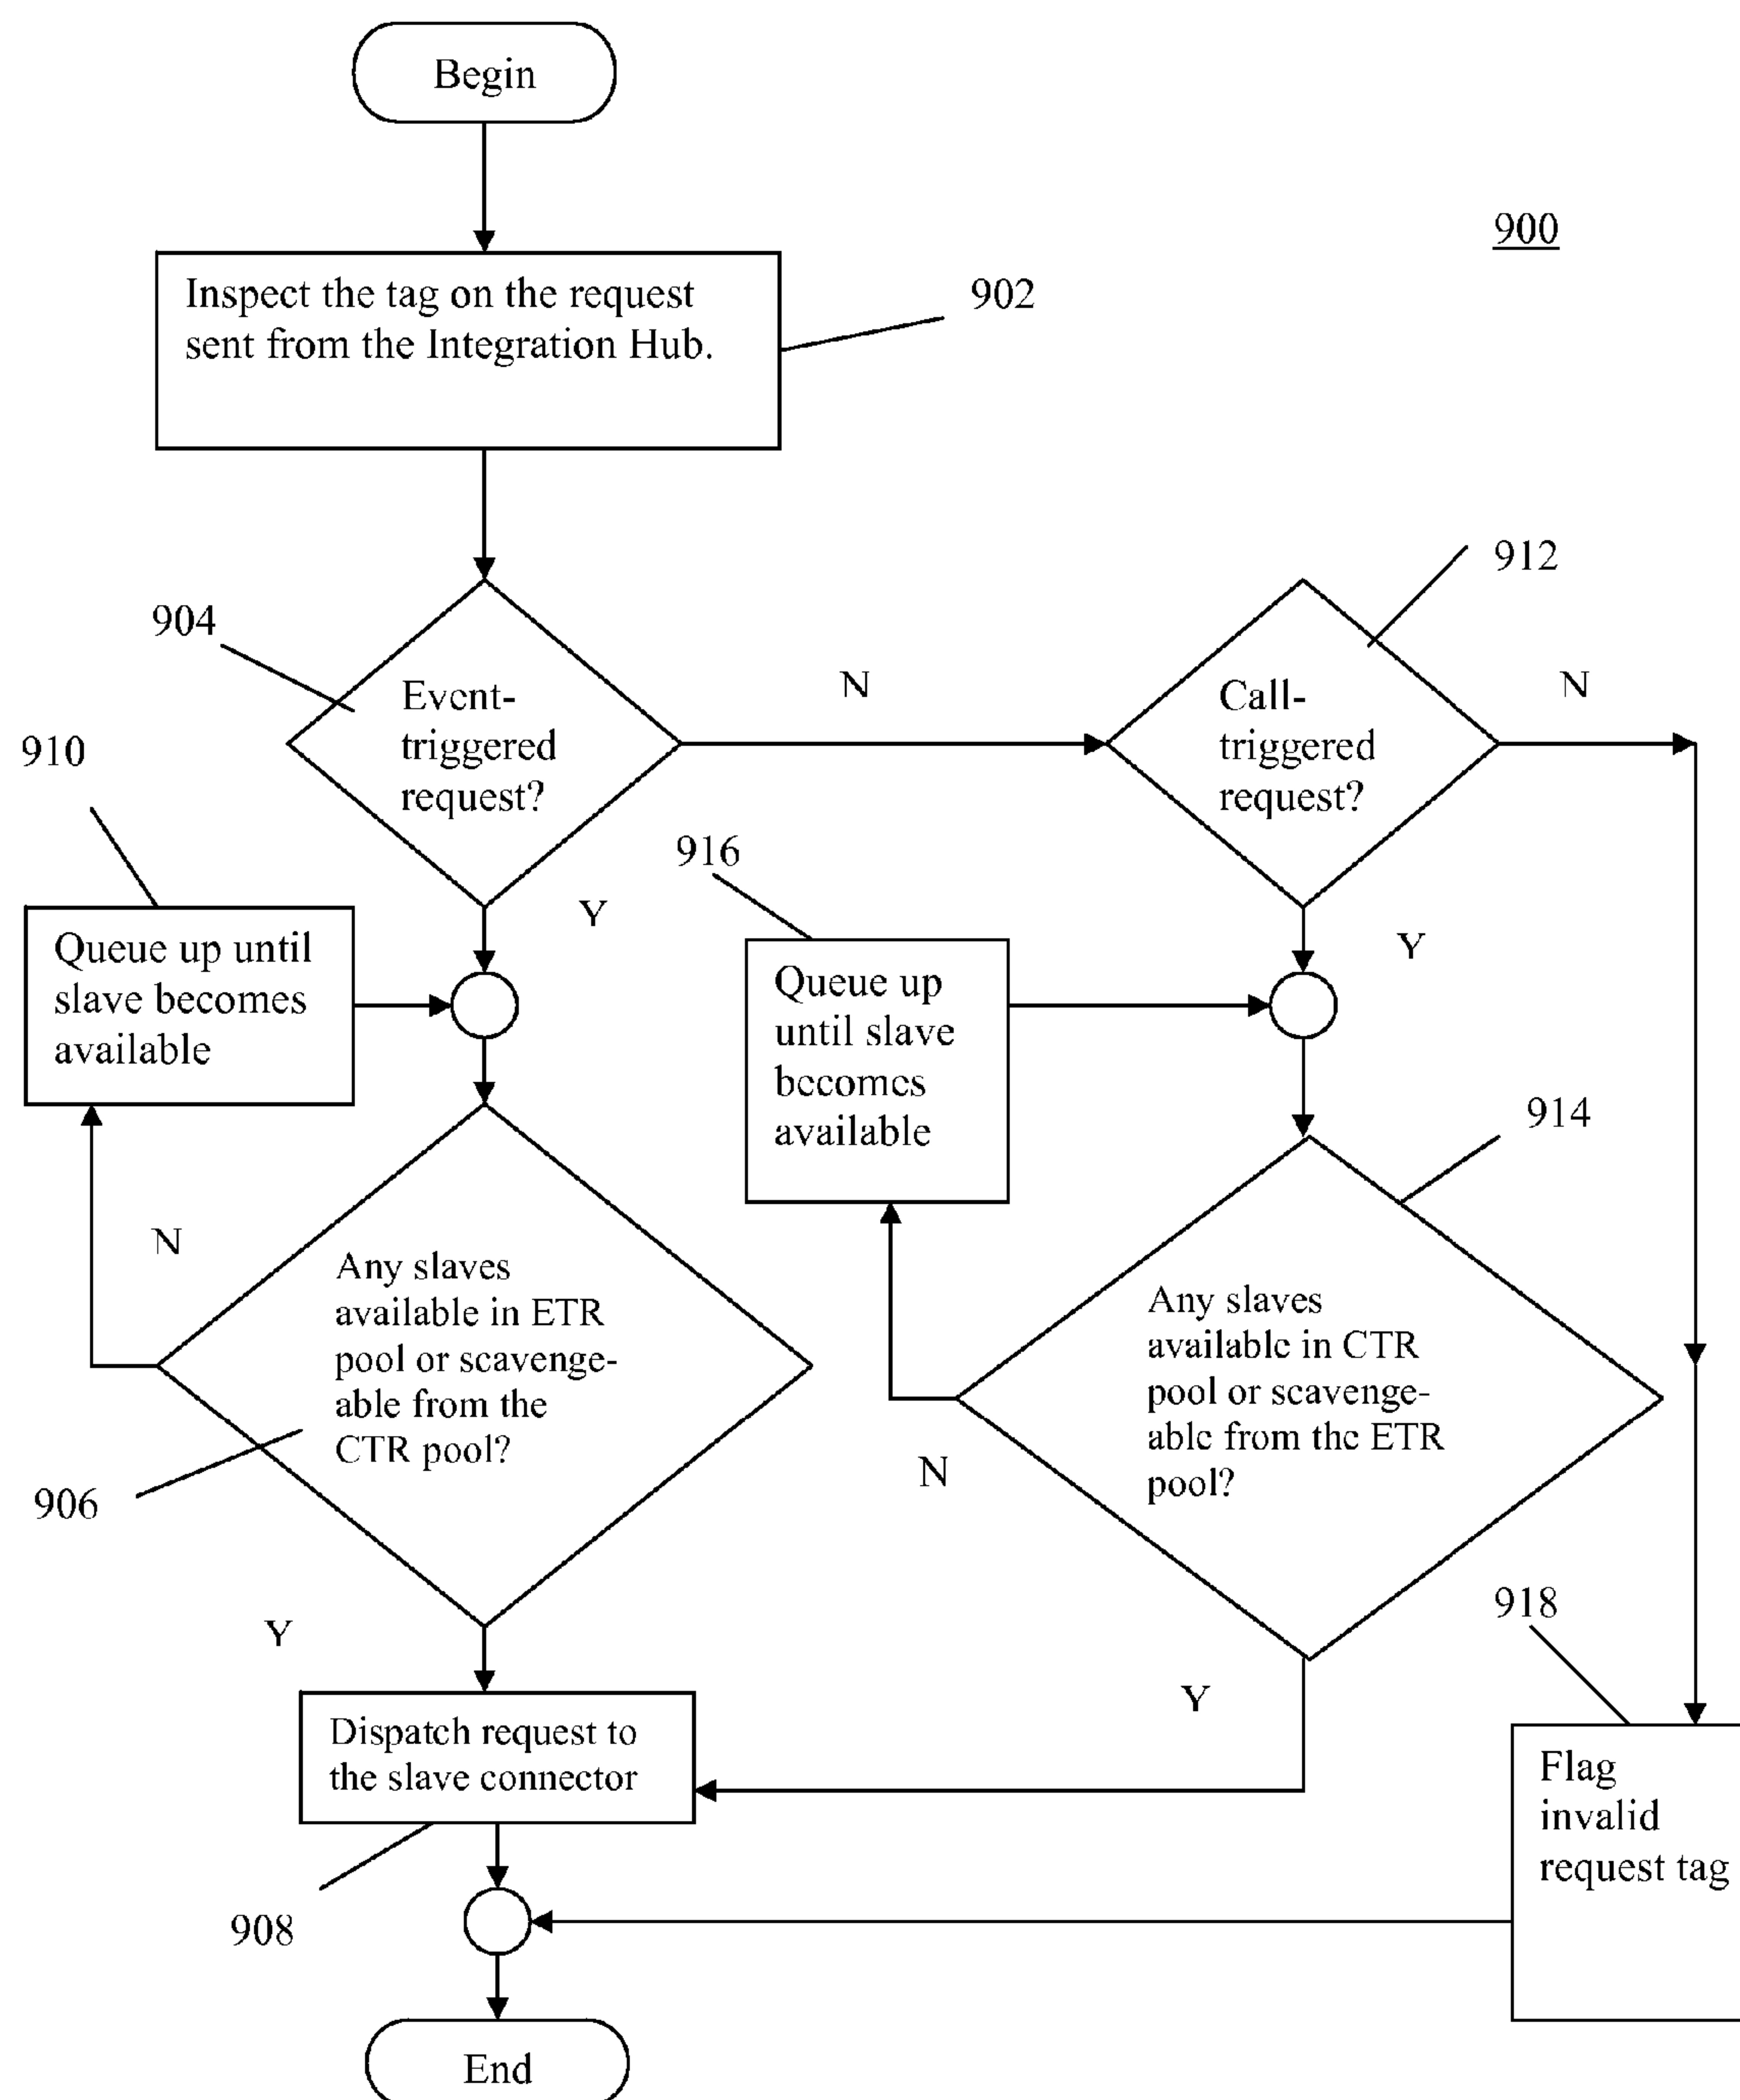 Begin
900
Inspect the tag on the request
sent from the Integration Hub.
902
912
904
Event-
triggered
request?
N
Call-
triggered
request?
N
910
916
Y
Y
Queue up until
slave becomes
available
Queue up
until slave
becomes
available
914
N
Any slaves
available in ETR
pool or scavenge-
able from the
CTR pool?
Any slaves
available in CTR
pool or scavenge-
able from the ETR
pool?
N
906
918
Y
Y
Dispatch request to
the slave connector
Flag
invalid
request tag
908
End